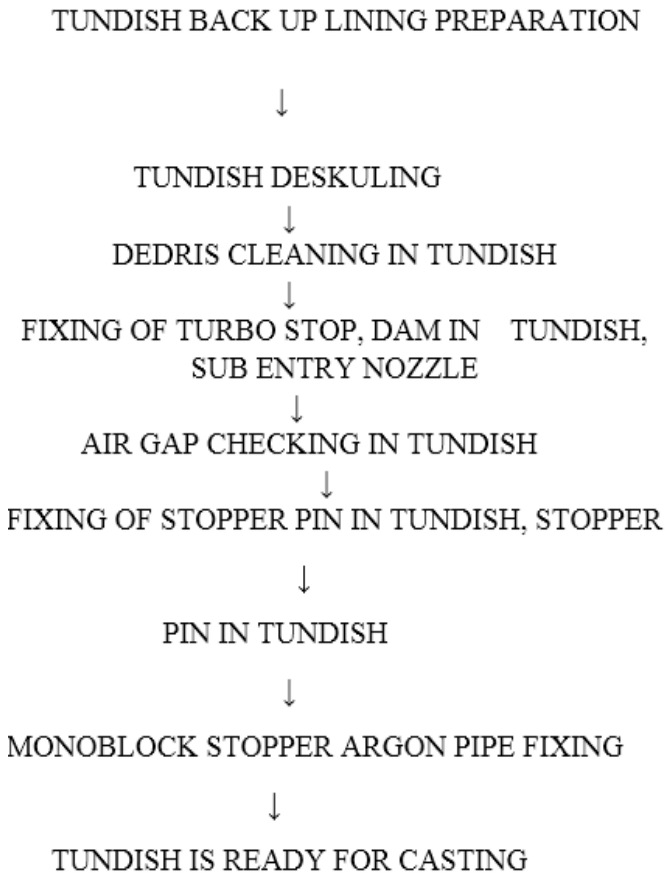 TUNDISH BACK UP LINING PREPARATION
↓
TUNDISH DESKULING
↓
DEDRIS CLEANING IN TUNDISH
↓
FIXING OF TURBO STOP, DAM IN TUNDISH,
SUB ENTRY NOZZLE
↓
AIR GAP CHECKING IN TUNDISH
↓
FIXING OF STOPPER PIN IN TUNDISH, STOPPER
↓
PIN IN TUNDISH
↓
MONOBLOCK STOPPER ARGON PIPE FIXING
↓
TUNDISH IS READY FOR CASTING